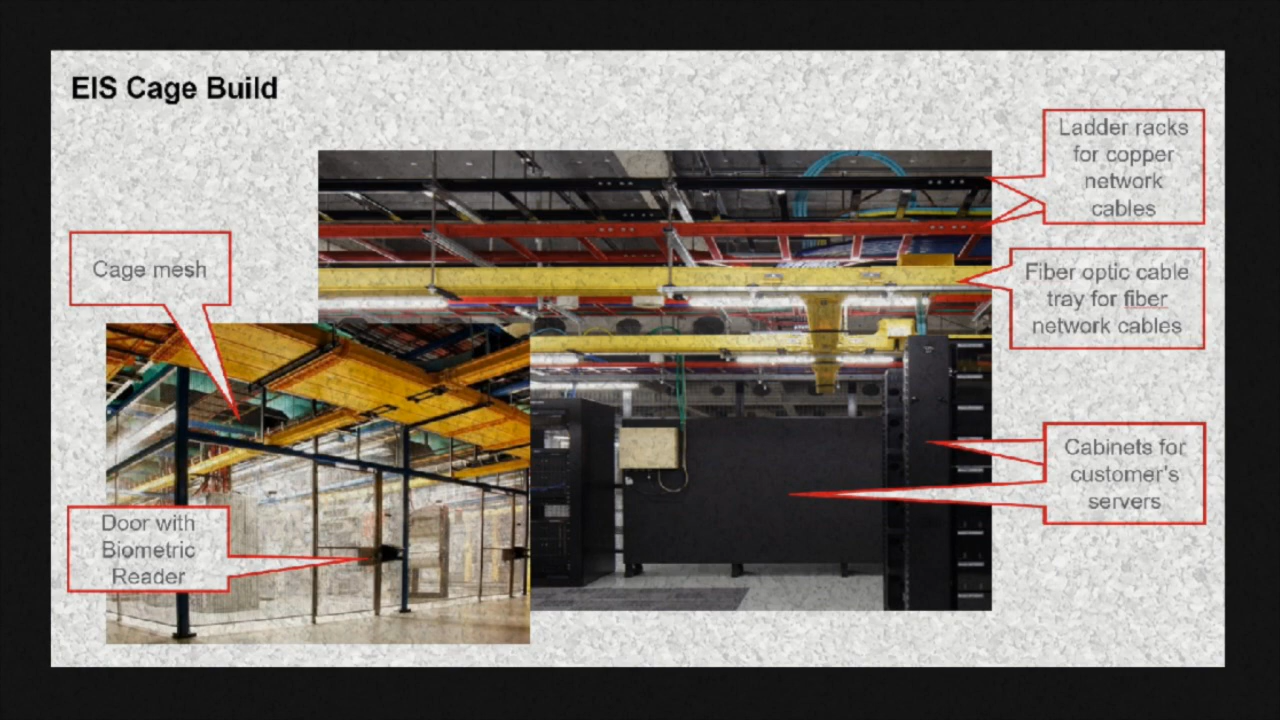 EIS Cage Build
Ladder racks
for copper
network
cables
Cage mesh
Fiber optic cable
tray for fiber
network cables
Cabinets for
customer's
servers
Door with
Biometric
Reader